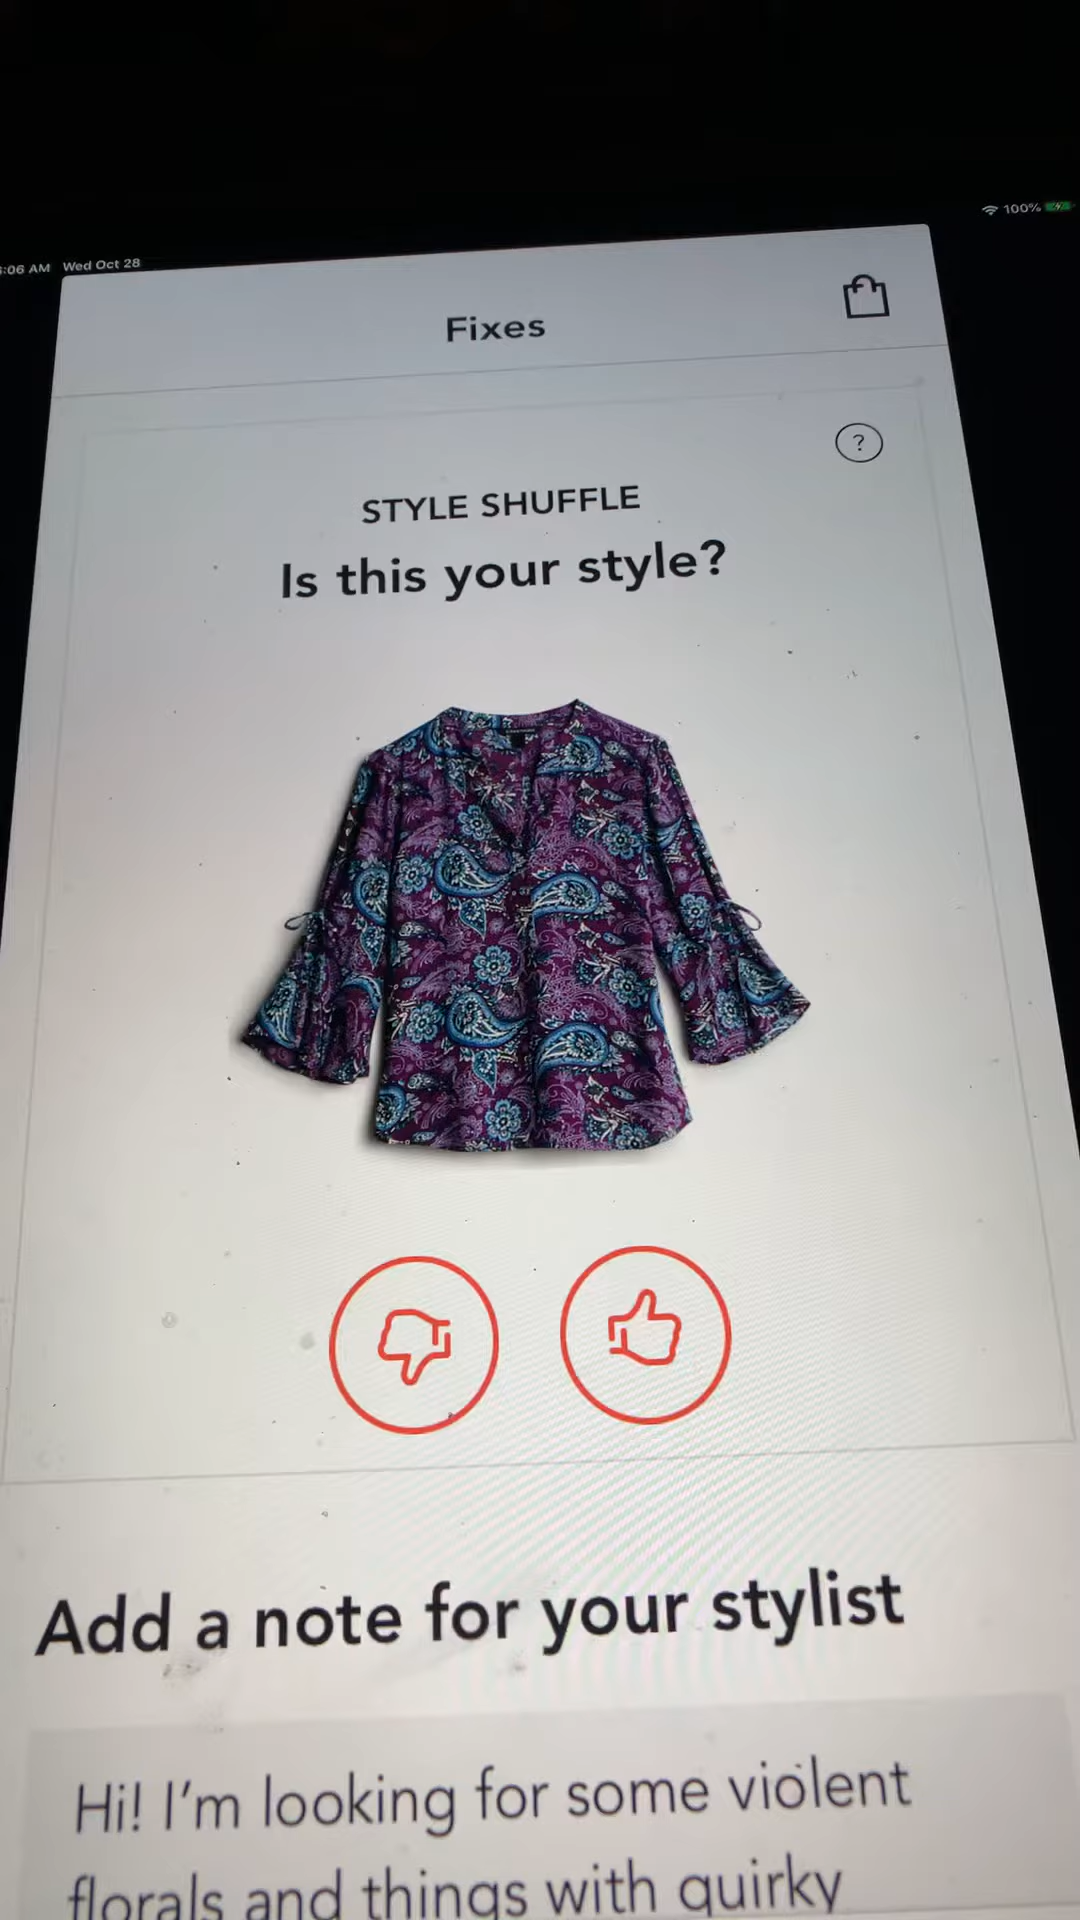 :06 AM Wed Oct 28
100%
Fixes
?
STYLE SHUFFLE
Is this your style?
Add a note for your stylist
Hi! I'm looking for some violent
florals and things with quirky